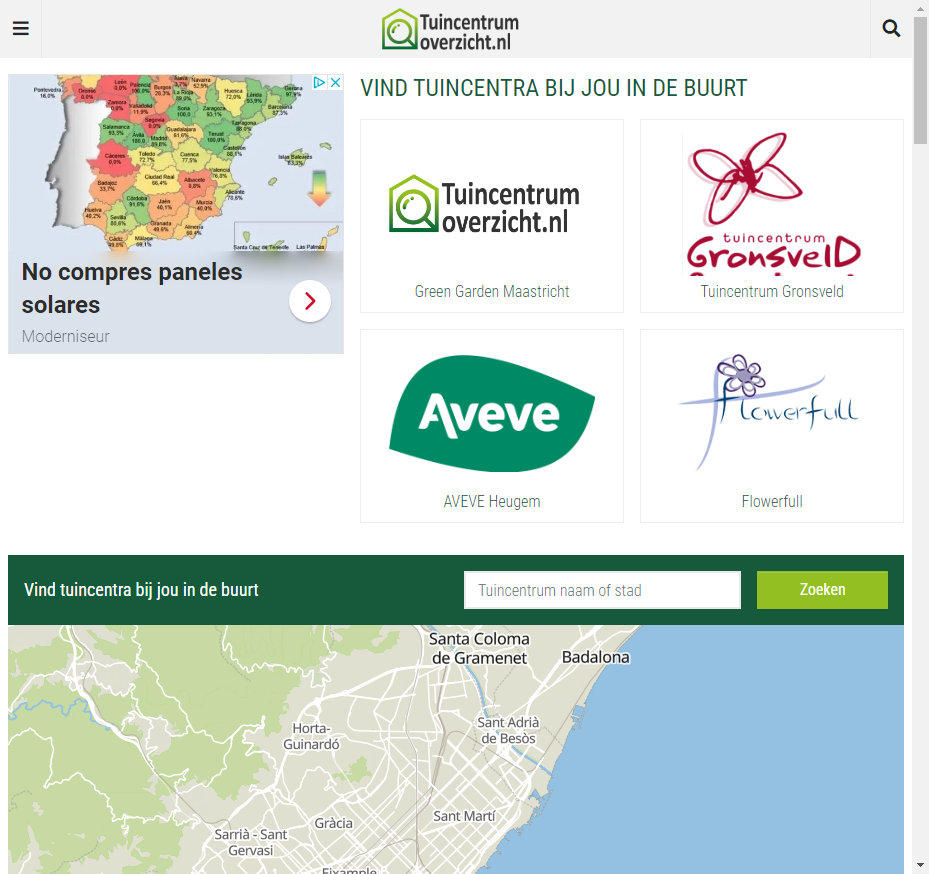 Tuincentrum
overzicht.nl
No compres paneles
solares
Moderniseur
VIND TUINCENTRA BIJ JOU IN DE BUURT
Tuincentrum
overzicht.nl
Green Garden Maastricht
tuincentrum
GRONSVELD
Tuincentrum Gronsveld
Aveve
AVEVE Heugem
flowerfull
Flowerfull
Vind tuincentra bij jou in de buurt
Tuincentrum naam of stad
Zoeken
Santa Coloma
de Gramenet
Badalona
Sant Adrià
de Besòs
Horta-
Guinardó
Sant Martí
Gràcia
Sarrià - Sant
Gervasi
Eixample